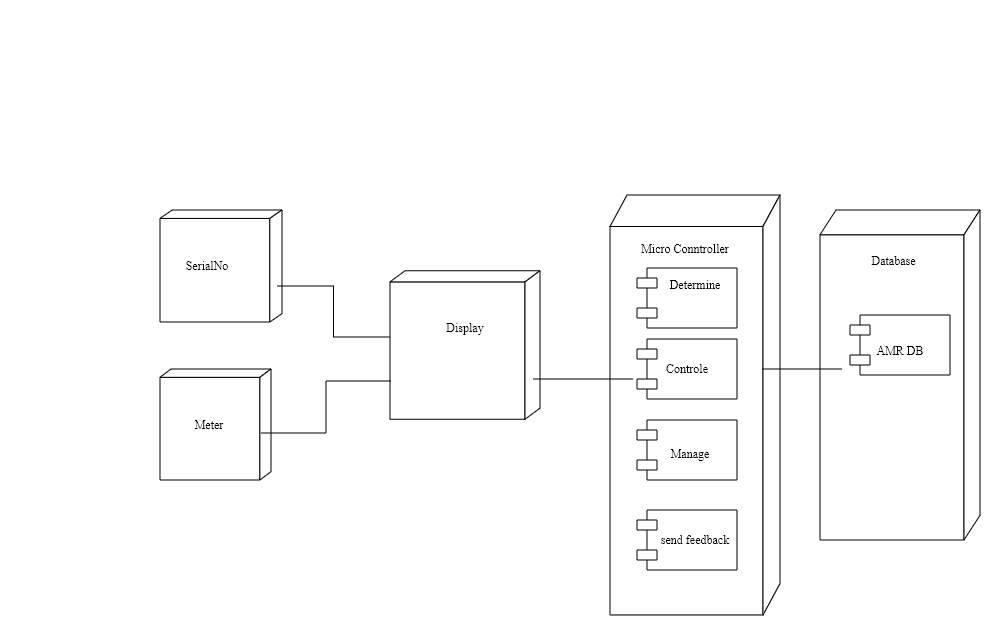 SerialNo
Meter
Display
Micro Conntroller
Determine
Controle
Manage
send feedback
Database
AMR DB